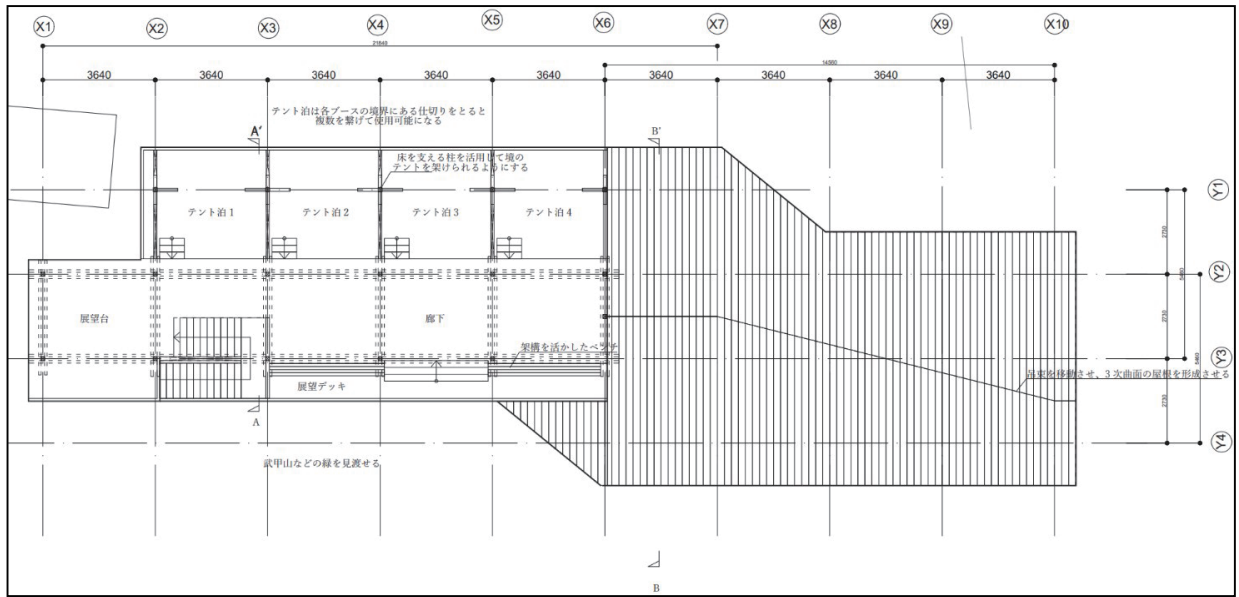 X1 X2 X3 X4 X5 X6 X7 X8 X9 X10
21840
14560
3640 3640 3640 3640 3640 3640 3640 3640 3640
テント泊は各ブースの境界にある仕切りをとると
複数を繋げて使用可能になる
A' B'
床を支える柱を活用して境の
テントを架けられるようにする
Y1
テント泊 1 テント泊 2 テント泊 3 テント泊 4
2730
5460
Y2
展望台 廊下
2730
5460
架構を活かしたベンチ
Y3
吊束を移動させ、3 次曲面の屋根を形成させる
展望デッキ
2730
A
Y4
武甲山などの緑を見渡せる
B